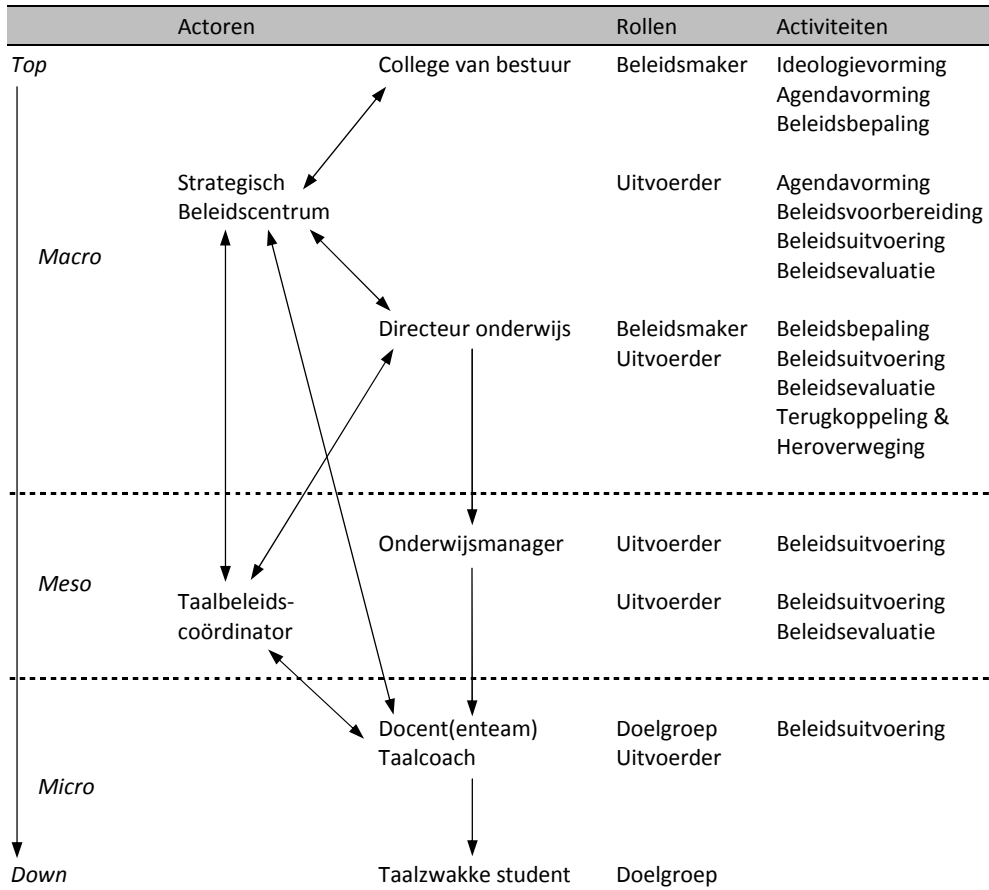 Actoren Rollen Activiteiten
Top College van bestuur Beleidsmaker Ideologievorming
Agendavorming
Beleidsbepaling
Strategisch Uitvoerder Agendavorming
Beleidscentrum Beleidsvoorbereiding
Beleidsuitvoering
Macro
Beleidsevaluatie
Directeur onderwijs Beleidsmaker Beleidsbepaling
Uitvoerder Beleidsuitvoering
Beleidsevaluatie
Terugkoppeling &
Heroverweging
Onderwijsmanager Uitvoerder Beleidsuitvoering
Meso
Taalbeleids- Uitvoerder Beleidsuitvoering
coördinator Beleidsevaluatie
Docent(enteam) Doelgroep Beleidsuitvoering
Taalcoach Uitvoerder
Micro
Down Taalzwakke student Doelgroep